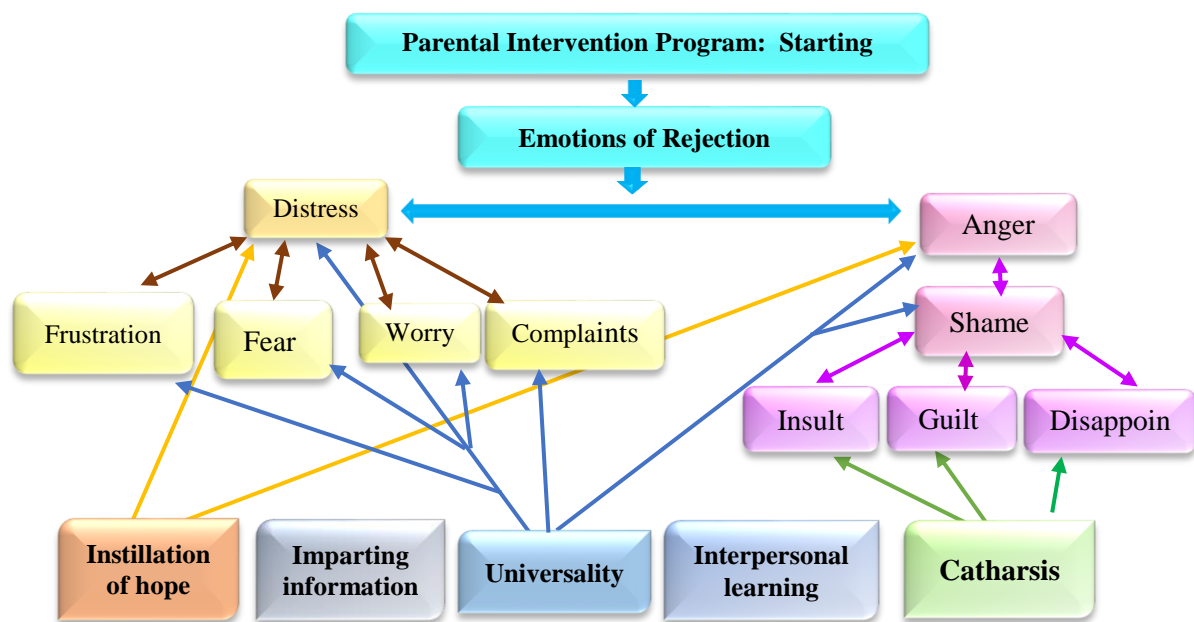 Parental Intervention Program: Starting
Emotions of Rejection
Distress
Anger
Frustration
Fear
Worry
Complaints
Shame
Insult
Guilt
Disappoin
Instillation
of hope
Imparting
information
Universality
Interpersonal
learning
Catharsis